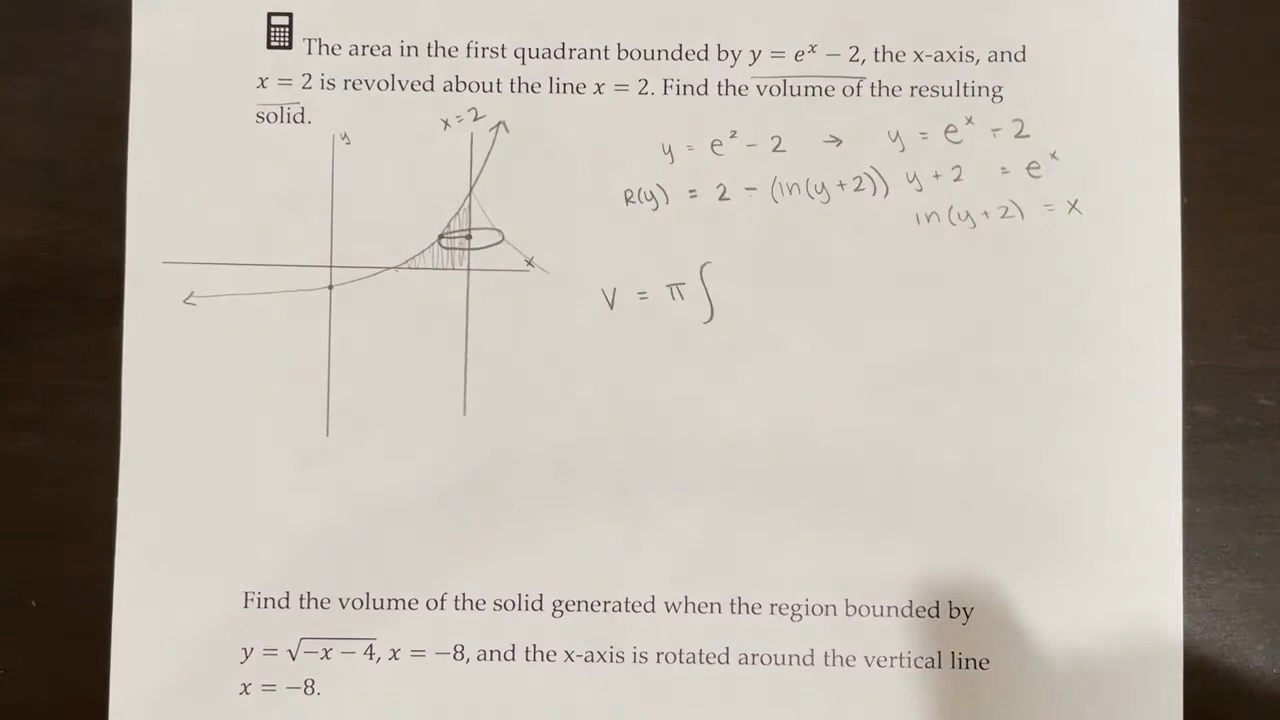 The area in the first quadrant bounded by y = eˣ − 2, the x-axis, and
x = 2 is revolved about the line x = 2. Find the volume of the resulting
solid.
x = 2
y
x
y = e² − 2 → y = eˣ − 2
R(y) = 2 − (ln(y+2)) y + 2 = eˣ
ln(y+2) = x
V = π ∫
Find the volume of the solid generated when the region bounded by
y = √(−x − 4), x = −8, and the x-axis is rotated around the vertical line
x = −8.